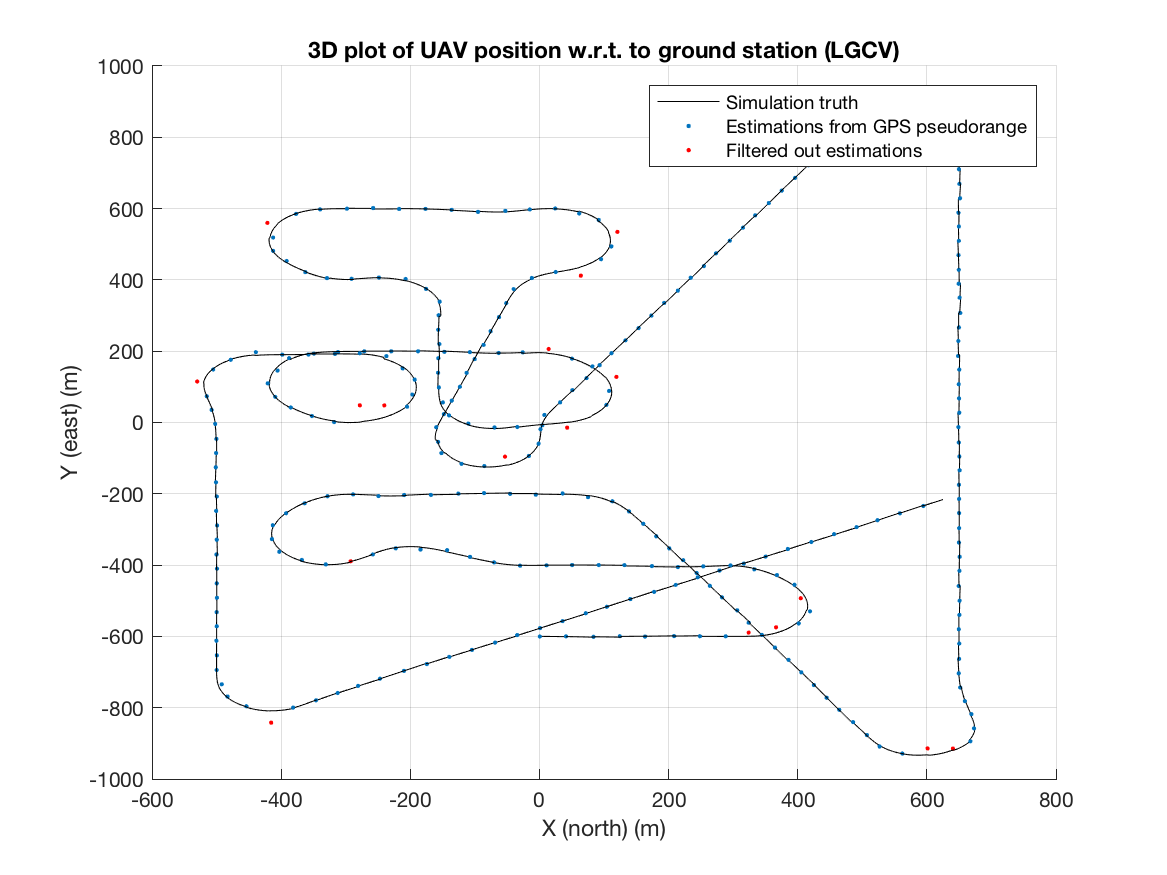 3D plot of UAV position w.r.t. to ground station (LGCV)
Simulation truth
Estimations from GPS pseudorange
Filtered out estimations
1000
800
600
400
200
0
-200
-400
-600
-800
-1000
Y (east) (m)
-600 -400 -200 0 200 400 600 800
X (north) (m)